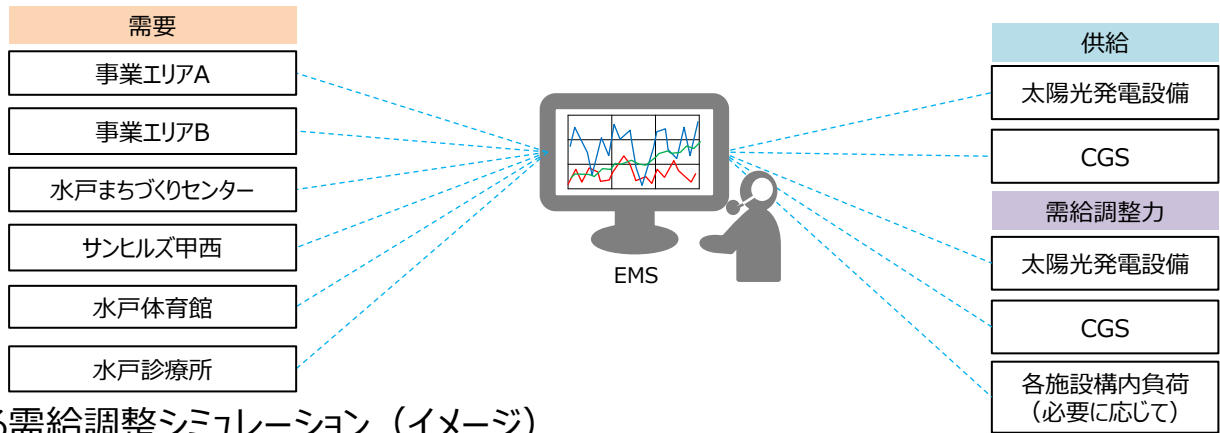 需要
事業エリアA
事業エリアB
水戸まちづくりセンター
サンヒルズ甲西
水戸体育館
水戸診療所
EMS
供給
太陽光発電設備
CGS
需給調整力
太陽光発電設備
CGS
各施設構内負荷
（必要に応じて）
需給調整シミュレーション（イメージ）